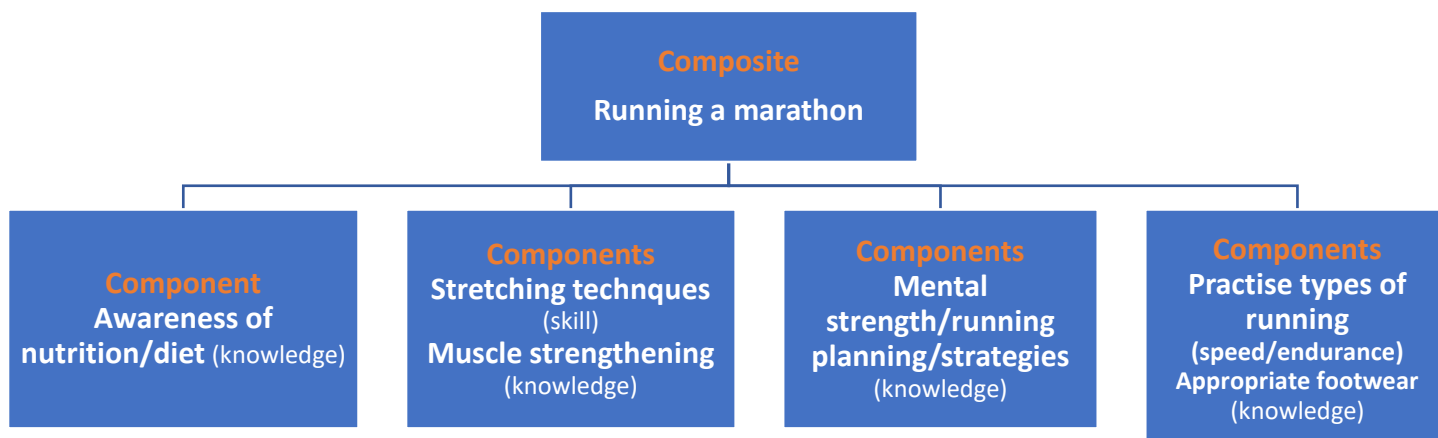 Composite
Running a marathon
Component
Awareness of
nutrition/diet (knowledge)
Components
Stretching technques
(skill)
Muscle strengthening
(knowledge)
Components
Mental
strength/running
planning/strategies
(knowledge)
Components
Practise types of
running
(speed/endurance)
Appropriate footwear
(knowledge)